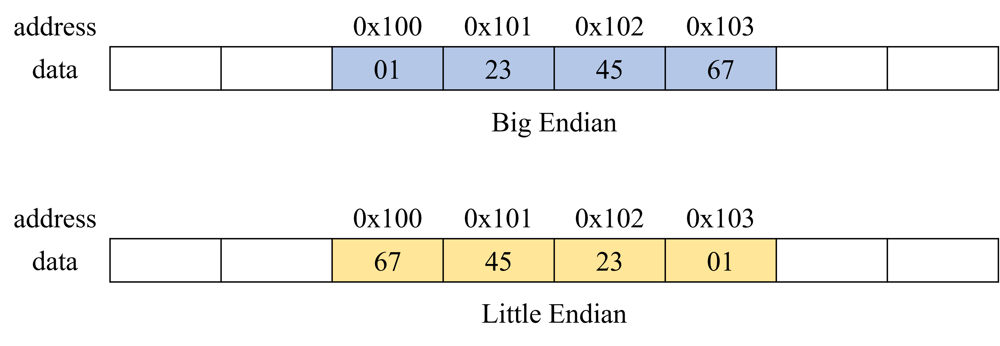 address 0x100 0x101 0x102 0x103
data 01 23 45 67
Big Endian
address 0x100 0x101 0x102 0x103
data 67 45 23 01
Little Endian